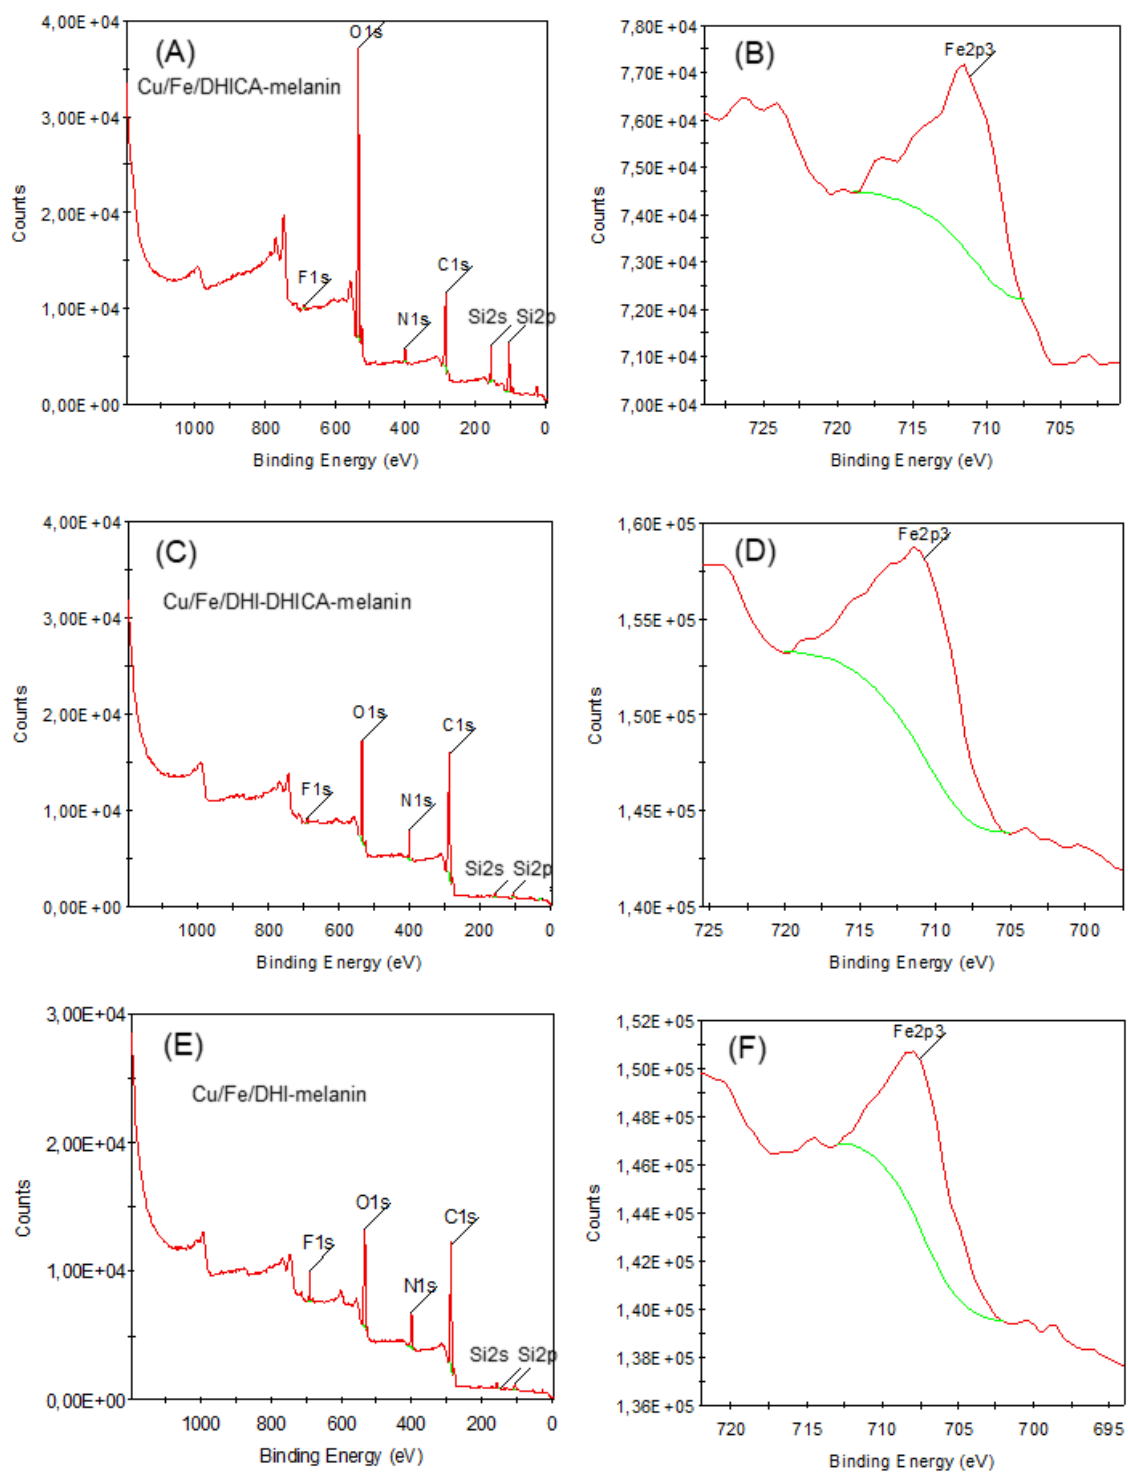 (A)
Cu/Fe/DHICA-melanin
4,00E +04
3,00E +04
2,00E +04
1,00E +04
0,00E +00
Counts
O1s
F1s
N1s
C1s
Si2s
Si2p
1000
800
600
400
200
0
Binding Energy (eV)
(B)
7,80E +04
7,70E +04
7,60E +04
7,50E +04
7,40E +04
7,30E +04
7,20E +04
7,10E +04
7,00E +04
Counts
Fe2p3
725
720
715
710
705
Binding Energy (eV)
(C)
Cu/Fe/DHI-DHICA-melanin
4,00E +04
3,00E +04
2,00E +04
1,00E +04
0,00E +00
Counts
O1s
C1s
F1s
N1s
Si2s
Si2p
1000
800
600
400
200
0
Binding Energy (eV)
(D)
1,60E +05
1,55E +05
1,50E +05
1,45E +05
1,40E +05
Counts
Fe2p3
725
720
715
710
705
700
Binding Energy (eV)
(E)
Cu/Fe/DHI-melanin
3,00E +04
2,00E +04
1,00E +04
0,00E +00
Counts
O1s
C1s
F1s
N1s
Si2s
Si2p
1000
800
600
400
200
0
Binding Energy (eV)
(F)
1,52E +05
1,50E +05
1,48E +05
1,46E +05
1,44E +05
1,42E +05
1,40E +05
1,38E +05
1,36E +05
Counts
Fe2p3
720
715
710
705
700
695
Binding Energy (eV)